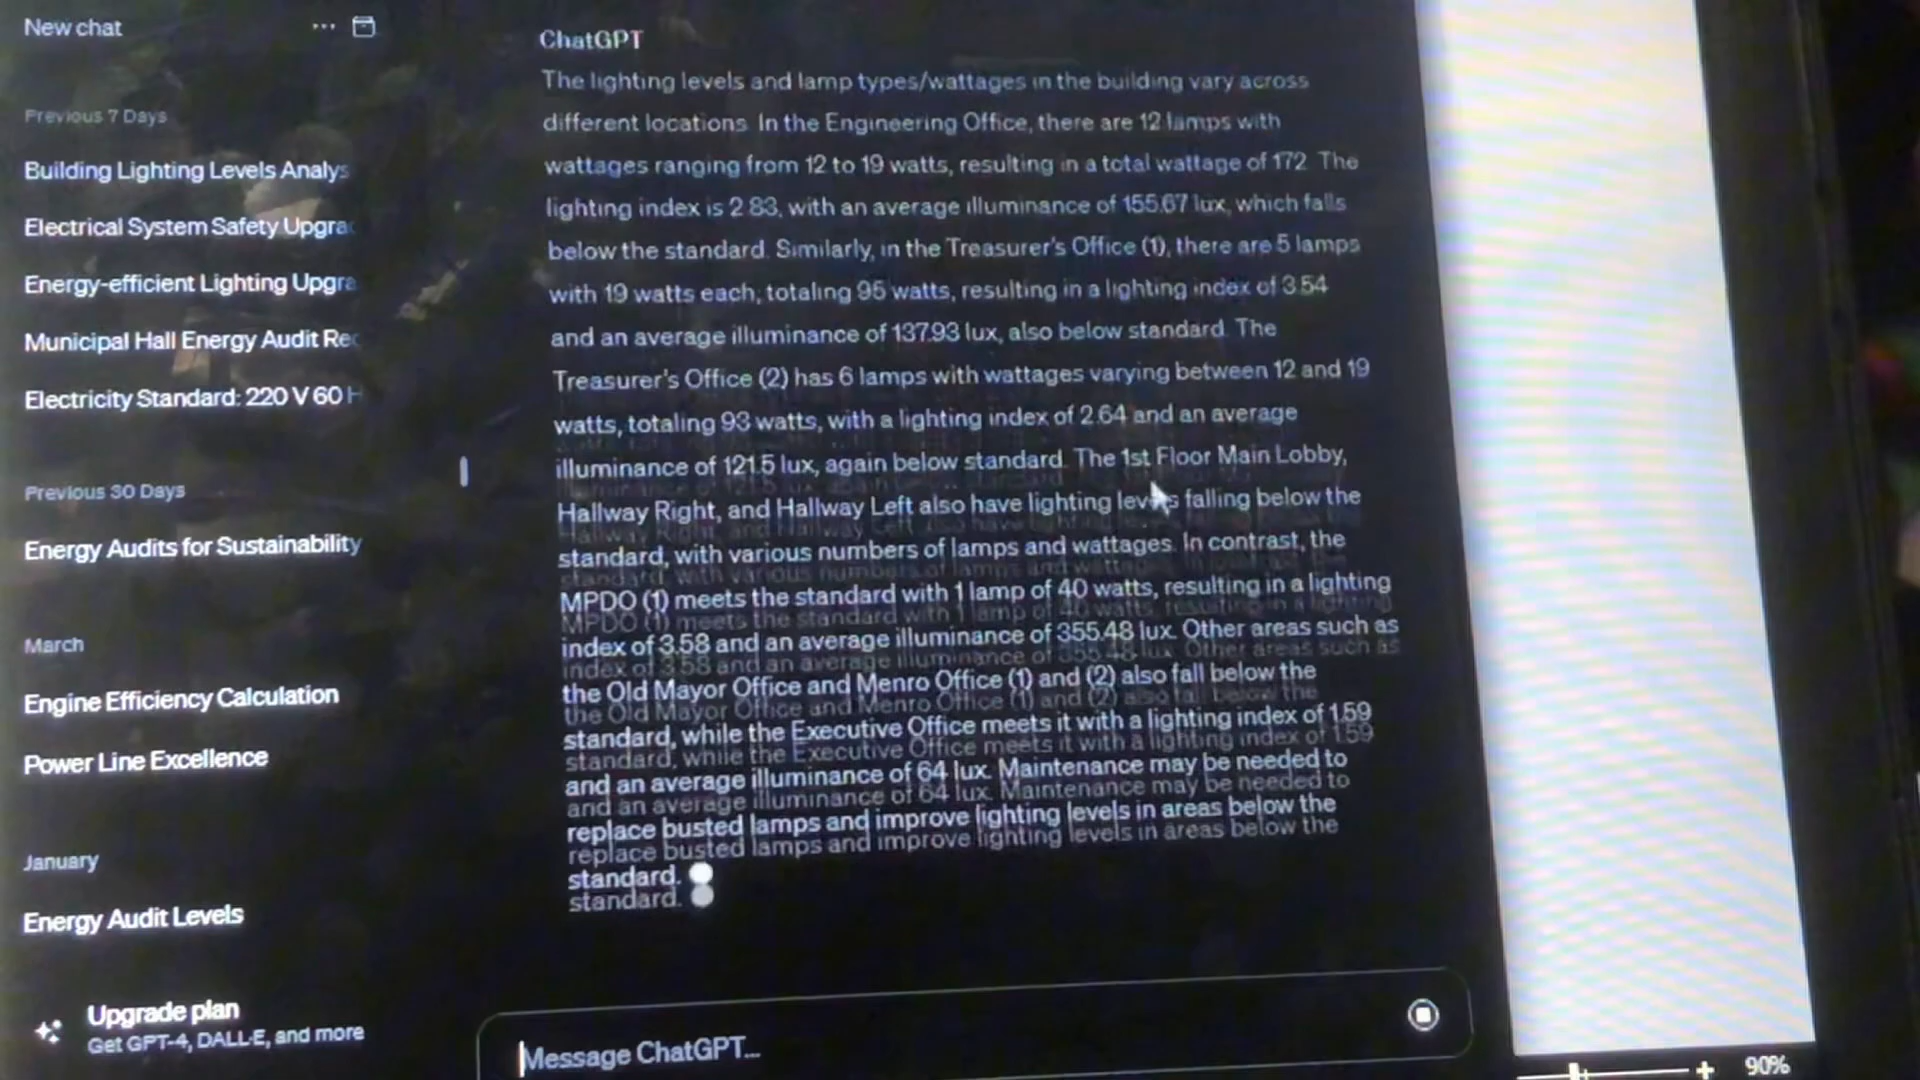 New chat
Previous 7 Days
Building Lighting Levels Analys
Electrical System Safety Upgra
Energy-efficient Lighting Upgra
Municipal Hall Energy Audit Rec
Electricity Standard: 220 V 60 H
Previous 30 Days
Energy Audits for Sustainability
March
Engine Efficiency Calculation
Power Line Excellence
January
Energy Audit Levels
Upgrade plan
Get GPT-4, DALL·E, and more
ChatGPT
The lighting levels and lamp types/wattages in the building vary across
different locations. In the Engineering Office, there are 12 lamps with
wattages ranging from 12 to 19 watts, resulting in a total wattage of 172. The
lighting index is 2.83, with an average illuminance of 155.67 lux, which falls
below the standard. Similarly, in the Treasurer's Office (1), there are 5 lamps
with 19 watts each, totaling 95 watts, resulting in a lighting index of 3.54
and an average illuminance of 137.93 lux, also below standard. The
Treasurer's Office (2) has 6 lamps with wattages varying between 12 and 19
watts, totaling 93 watts, with a lighting index of 2.64 and an average
illuminance of 121.5 lux, again below standard. The 1st Floor Main Lobby,
Hallway Right, and Hallway Left also have lighting levels falling below the
standard, with various numbers of lamps and wattages. In contrast, the
MPDO (1) meets the standard with 1 lamp of 40 watts, resulting in a lighting
index of 3.58 and an average illuminance of 355.48 lux. Other areas such as
the Old Mayor Office and Menro Office (1) and (2) also fall below the
standard, while the Executive Office meets it with a lighting index of 1.59
and an average illuminance of 64 lux. Maintenance may be needed to
replace busted lamps and improve lighting levels in areas below the
standard.
Message ChatGPT...
90%